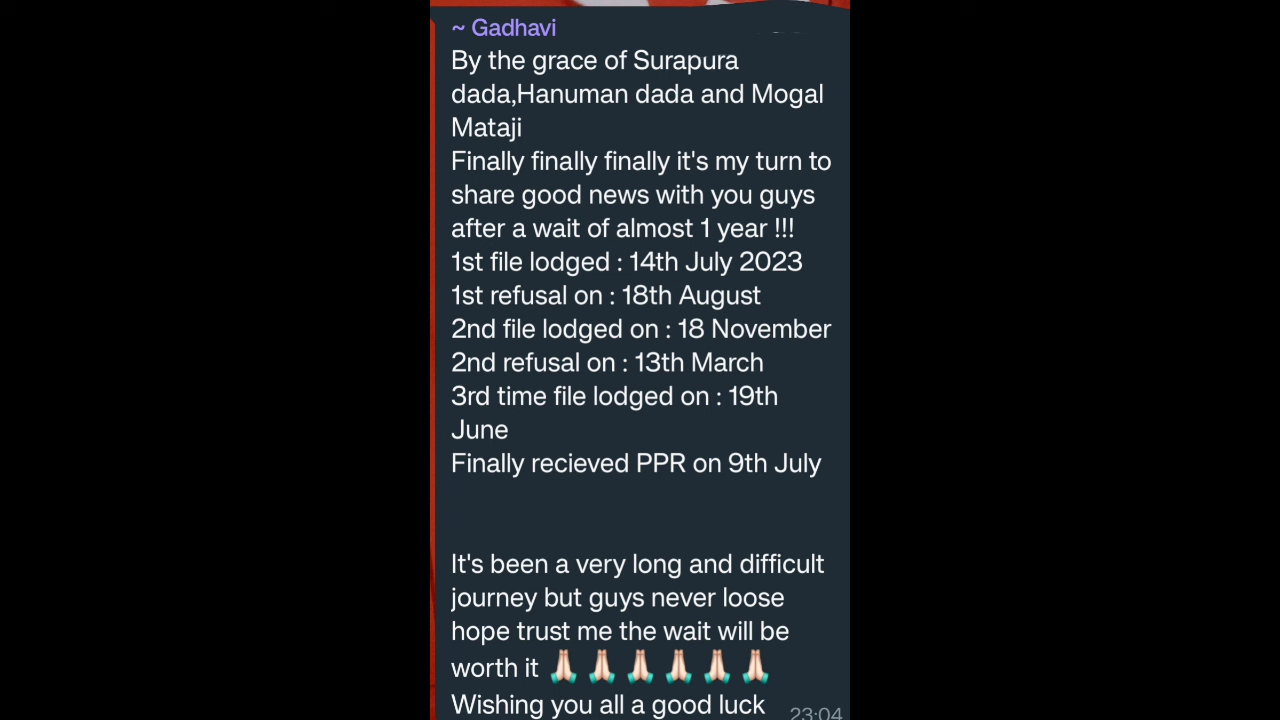 ~ Gadhavi
By the grace of Surapura
dada,Hanuman dada and Mogal
Mataji
Finally finally finally it's my turn to
share good news with you guys
after a wait of almost 1 year !!!
1st file lodged : 14th July 2023
1st refusal on : 18th August
2nd file lodged on : 18 November
2nd refusal on : 13th March
3rd time file lodged on : 19th
June
Finally recieved PPR on 9th July
It's been a very long and difficult
journey but guys never loose
hope trust me the wait will be
worth it 🙏🏻🙏🏻🙏🏻🙏🏻🙏🏻🙏🏻
Wishing you all a good luck
23:04